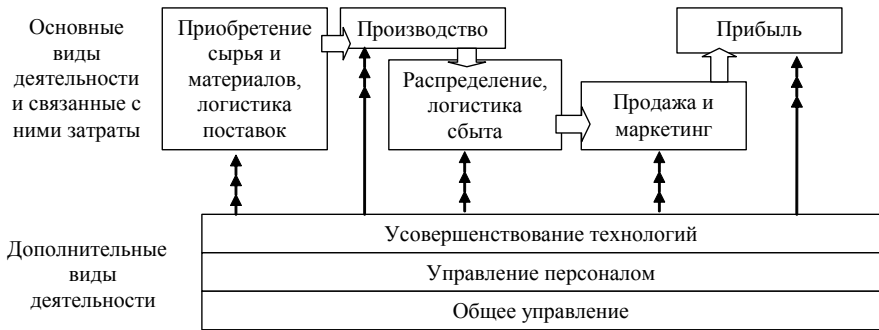 Основные
виды
деятельности
и связанные с
ними затраты
Приобретение
сырья и
материалов,
логистика
поставок
Производство
Распределение,
логистика
сбыта
Продажа и
маркетинг
Прибыль
Дополнительные
виды
деятельности
Усовершенствование технологий
Управление персоналом
Общее управление